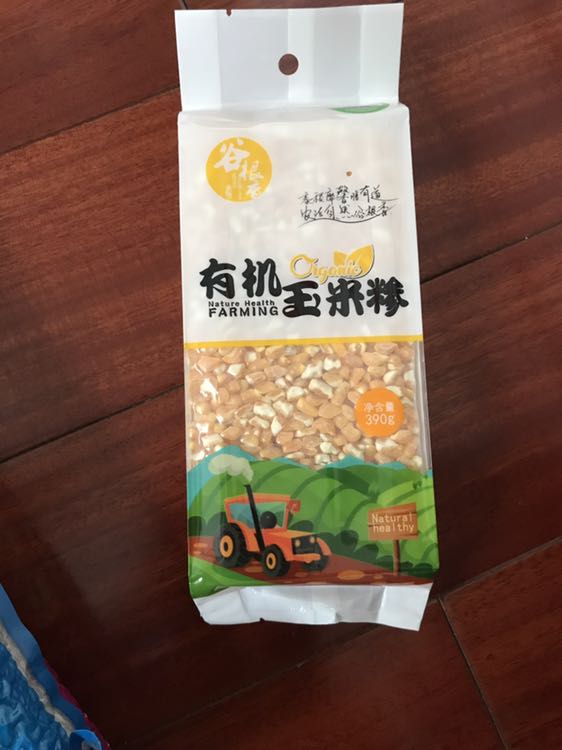 谷根香
有机
Organic
玉米糁
Nature Health
FARMING
净含量
390g
Natural
healthy